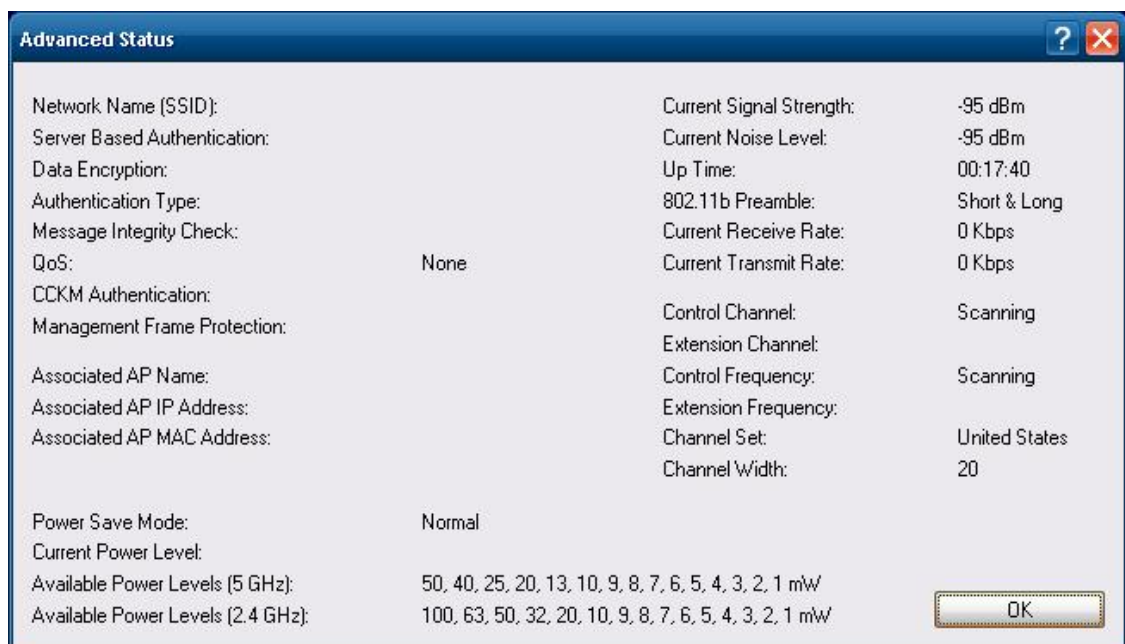 Advanced Status
Network Name (SSID):
Server Based Authentication:
Data Encryption:
Authentication Type:
Message Integrity Check:
QoS: None
CCKM Authentication:
Management Frame Protection:
Associated AP Name:
Associated AP IP Address:
Associated AP MAC Address:
Current Signal Strength: -95 dBm
Current Noise Level: -95 dBm
Up Time: 00:17:40
802.11b Preamble: Short & Long
Current Receive Rate: 0 Kbps
Current Transmit Rate: 0 Kbps
Control Channel: Scanning
Extension Channel:
Control Frequency: Scanning
Extension Frequency:
Channel Set: United States
Channel Width: 20
Power Save Mode: Normal
Current Power Level:
Available Power Levels (5 GHz): 50, 40, 25, 20, 13, 10, 9, 8, 7, 6, 5, 4, 3, 2, 1 mW
Available Power Levels (2.4 GHz): 100, 63, 50, 32, 20, 10, 9, 8, 7, 6, 5, 4, 3, 2, 1 mW
OK